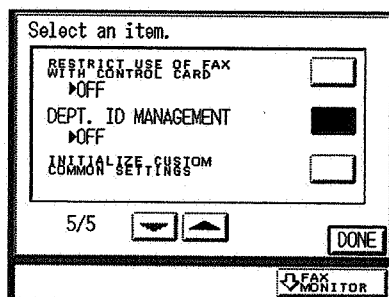 Select an item.
RESTRICT USE OF FAX
WITH CONTROL CARD
▶OFF
DEPT. ID MANAGEMENT
▶OFF
INITIALIZE CUSTOM
COMMON SETTINGS
5/5
DONE
FAX
MONITOR